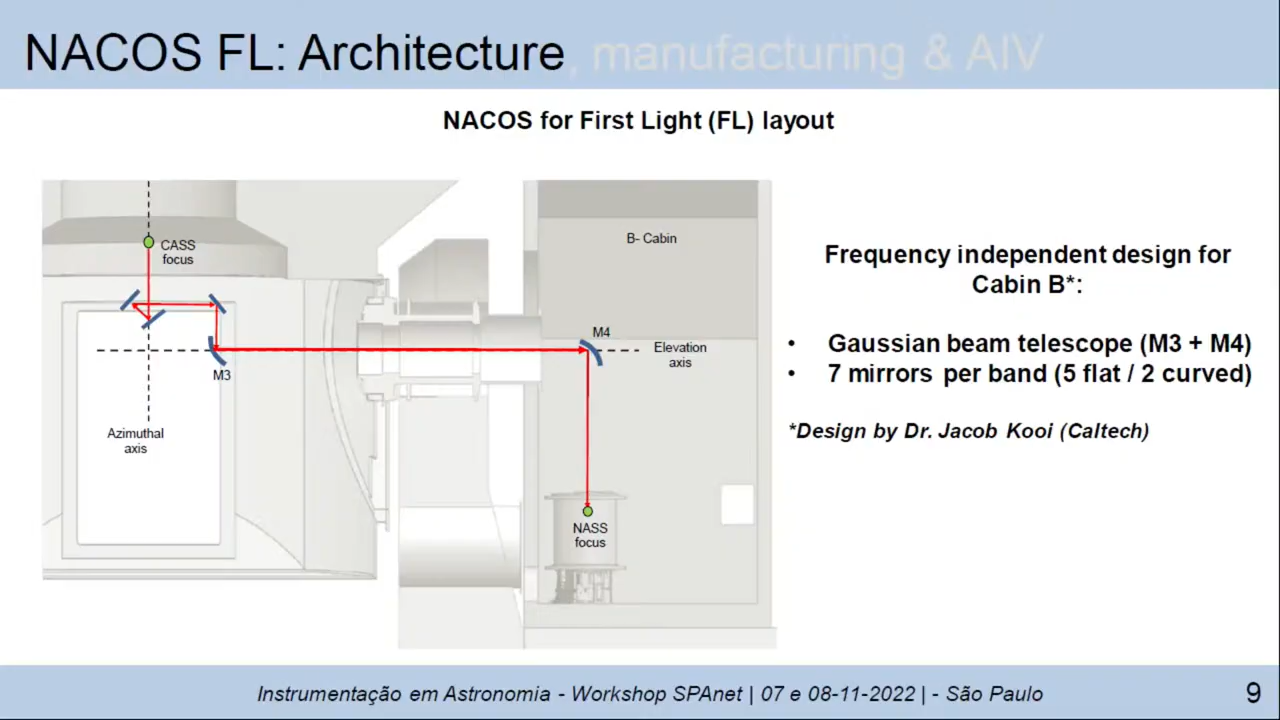 NACOS FL: Architecture, manufacturing & AIV
NACOS for First Light (FL) layout
CASS
focus
M3
Azimuthal
axis
B- Cabin
M4
Elevation
axis
NASS
focus
Frequency independent design for
Cabin B*:
• Gaussian beam telescope (M3 + M4)
• 7 mirrors per band (5 flat / 2 curved)
*Design by Dr. Jacob Kooi (Caltech)
Instrumentação em Astronomia - Workshop SPAnet | 07 e 08-11-2022 | - São Paulo
9